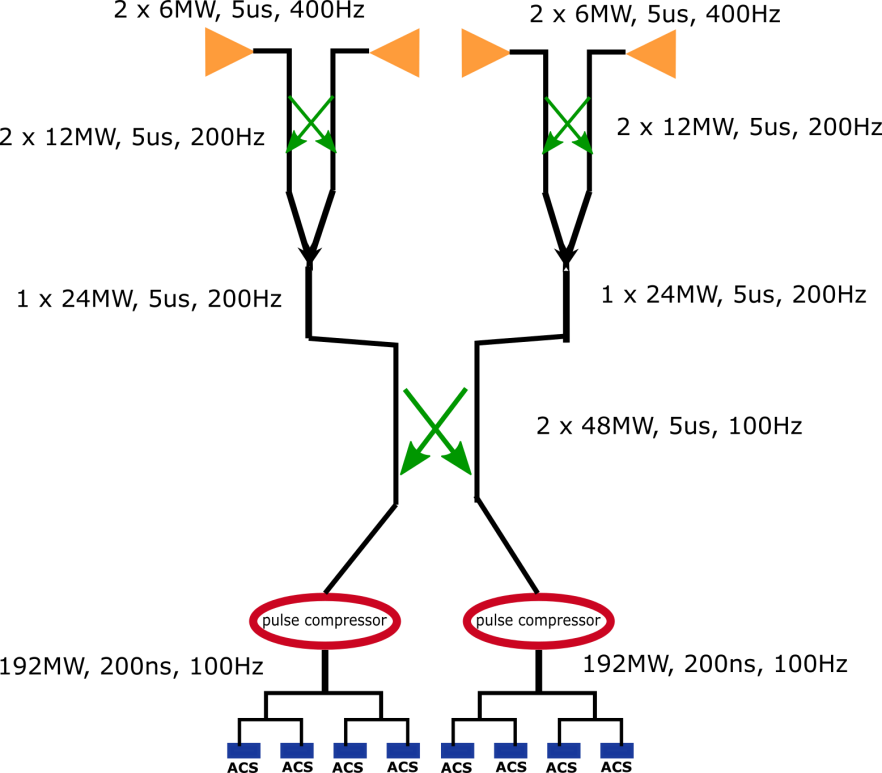 2 x 6MW, 5us, 400Hz
2 x 6MW, 5us, 400Hz
2 x 12MW, 5us, 200Hz
2 x 12MW, 5us, 200Hz
1 x 24MW, 5us, 200Hz
1 x 24MW, 5us, 200Hz
2 x 48MW, 5us, 100Hz
pulse compressor
pulse compressor
192MW, 200ns, 100Hz
192MW, 200ns, 100Hz
ACS
ACS
ACS
ACS
ACS
ACS
ACS
ACS